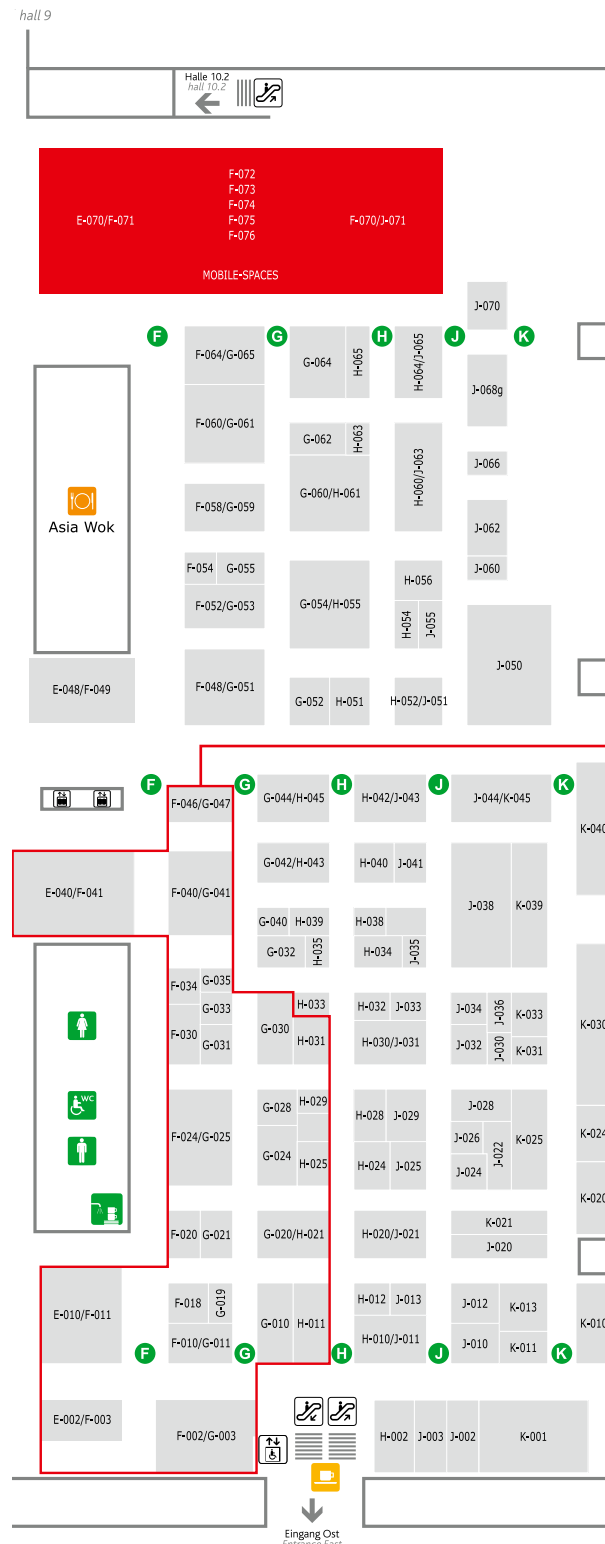 hall 9
Halle 10.2
hall 10.2
F-072
F-073
E-070/F-071
F-074
F-070/J-071
F-075
F-076
MOBILE-SPACES
J-070
F
G
H
J
K
F-064/G-065
G-064
H-065
H-064/J-065
J-068g
F-060/G-061
G-062
H-063
H-060/J-063
J-066
G-060/H-061
F-058/G-059
J-062
Asia Wok
F-054
G-055
J-060
H-056
F-052/G-053
G-054/H-055
H-054
J-055
J-050
E-048/F-049
F-048/G-051
G-052
H-051
H-052/J-051
F
G
H
J
K
F-046/G-047
G-044/H-045
H-042/J-043
J-044/K-045
K-040
G-042/H-043
H-040
J-041
E-040/F-041
F-040/G-041
J-038
K-039
G-040
H-039
H-038
G-032
H-035
H-034
J-035
F-034
G-035
H-033
H-032
J-033
J-034
J-036
K-033
K-030
G-033
G-030
F-030
G-031
H-031
H-030/J-031
J-032
J-030
K-031
G-028
H-029
H-028
J-029
J-028
WC
F-024/G-025
J-026
J-022
K-025
K-024
G-024
H-025
H-024
J-025
J-024
K-020
F-020
G-021
G-020/H-021
H-020/J-021
K-021
J-020
E-010/F-011
F-018
G-019
G-010
H-011
H-012
J-013
J-012
K-013
K-010
F-010/G-011
H-010/J-011
J-010
K-011
F
G
H
J
K
E-002/F-003
F-002/G-003
H-002
J-003
J-002
K-001
Eingang Ost
Entrance East